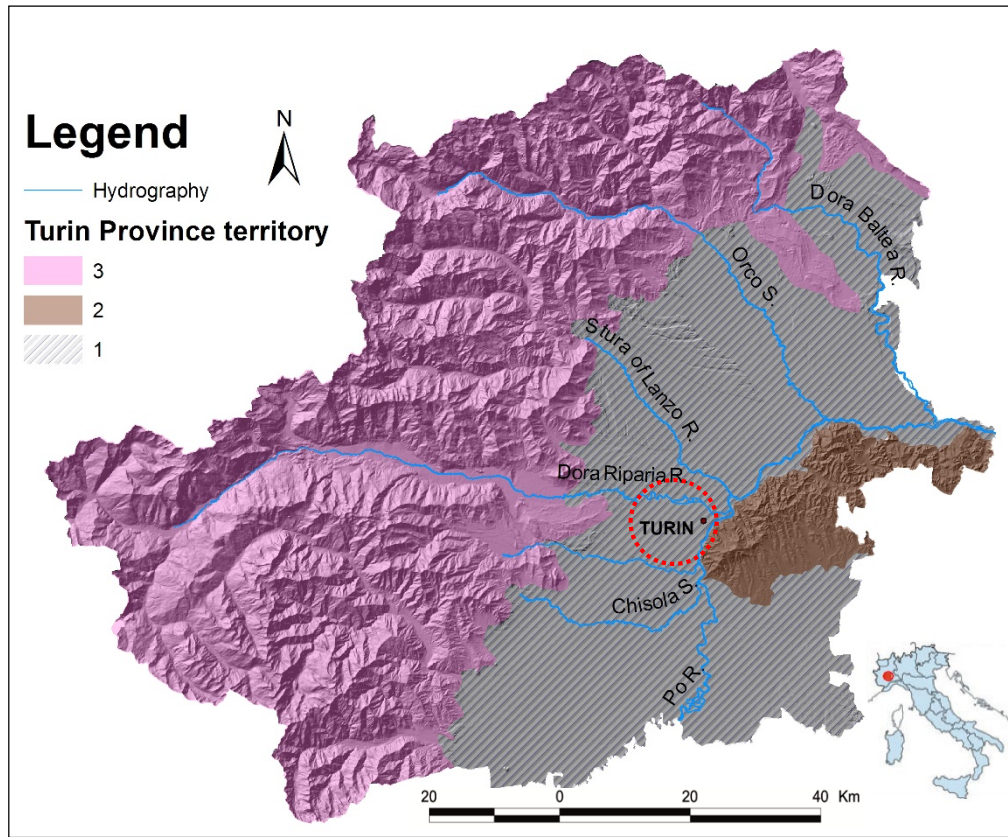 Legend
N
Hydrography
Turin Province territory
3
2
1
Dora Baltea R.
Orco S.
Stura of Lanzo R.
Dora Riparia R.
TURIN
Chisola S.
Po R.
20 0 20 40 Km